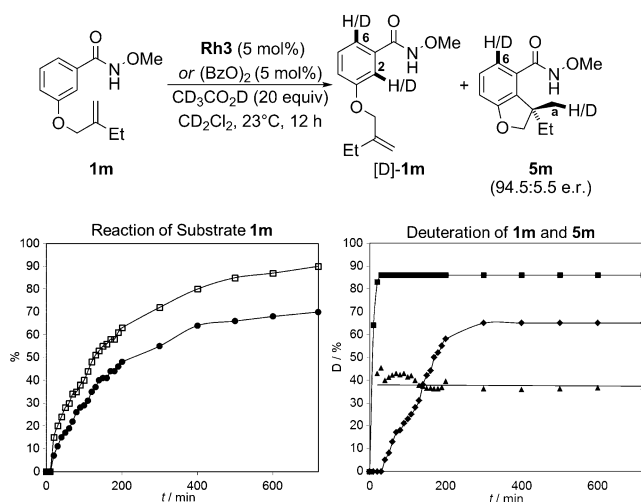 O
N
H
OMe
O
Et
1m
Rh3 (5 mol%)
or (BzO)2 (5 mol%)
CD3CO2D (20 equiv)
CD2Cl2, 23°C, 12 h
H/D
6
O
N
H
OMe
2
H/D
O
Et
[D]-1m
+
H/D
6
O
N
H
OMe
a
H/D
O
Et
5m
(94.5:5.5 e.r.)
Reaction of Substrate 1m
100
90
80
70
60
50
40
30
20
10
0
%
0
200
400
600
t / min
Deuteration of 1m and 5m
100
90
80
70
60
50
40
30
20
10
0
D / %
0
200
400
600
t / min